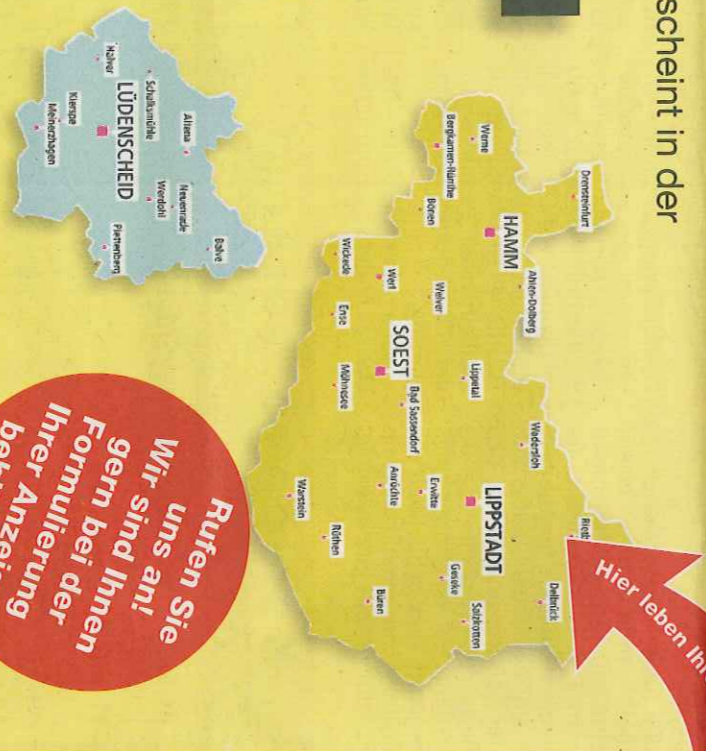 scheint in der
Drensteinfurt
Werne
HAMM
Ahlen-Dolberg
Bergkamen-Rünthe
Bönen
Welver
Lippetal
Wadersloh
Wickede
Werl
SOEST
Bad Sassendorf
LIPPSTADT
Delbrück
Ense
Möhnesee
Anröchte
Erwitte
Geseke
Salzkotten
Warstein
Rüthen
Büren
Altena
Neuenrade
Balve
Schalksmühle
Werdohl
Halver
LÜDENSCHEID
Kierspe
Plettenberg
Meinerzhagen
Hier leben
Rufen Sie
uns an!
Wir sind Ihnen
gern bei der
Formulierung
Ihrer